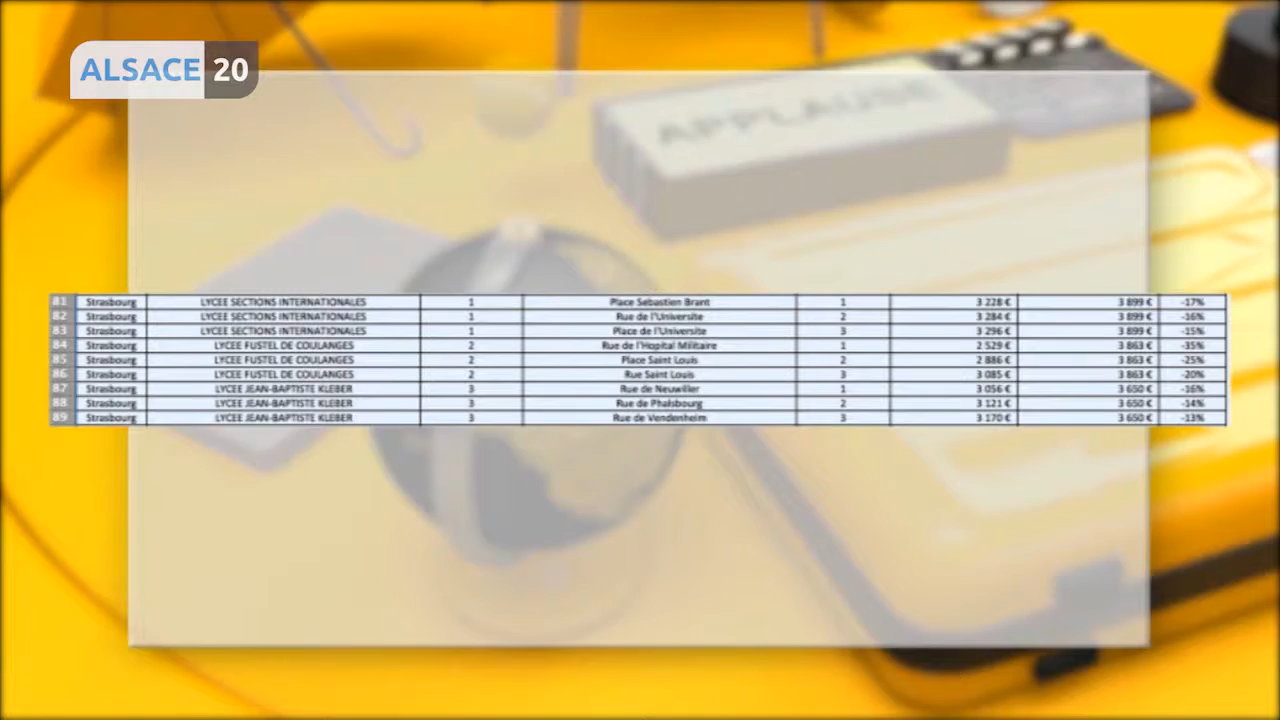 ALSACE 20
APPLAUSE
81 Strasbourg LYCEE SECTIONS INTERNATIONALES 1 Place Sebastien Brant 1 3 228 € 3 899 € -17%
82 Strasbourg LYCEE SECTIONS INTERNATIONALES 1 Rue de l'Universite 2 3 284 € 3 899 € -16%
83 Strasbourg LYCEE SECTIONS INTERNATIONALES 1 Place de l'Universite 3 3 296 € 3 899 € -15%
84 Strasbourg LYCEE FUSTEL DE COULANGES 2 Rue de l'Hopital Militaire 1 2 529 € 3 863 € -35%
85 Strasbourg LYCEE FUSTEL DE COULANGES 2 Place Saint Louis 2 2 886 € 3 863 € -25%
86 Strasbourg LYCEE FUSTEL DE COULANGES 2 Rue Saint Louis 3 3 085 € 3 863 € -20%
87 Strasbourg LYCEE JEAN-BAPTISTE KLEBER 3 Rue de Neuwiller 1 3 056 € 3 650 € -16%
88 Strasbourg LYCEE JEAN-BAPTISTE KLEBER 3 Rue de Phalsbourg 2 3 121 € 3 650 € -14%
89 Strasbourg LYCEE JEAN-BAPTISTE KLEBER 3 Rue de Vendenheim 3 3 170 € 3 650 € -13%